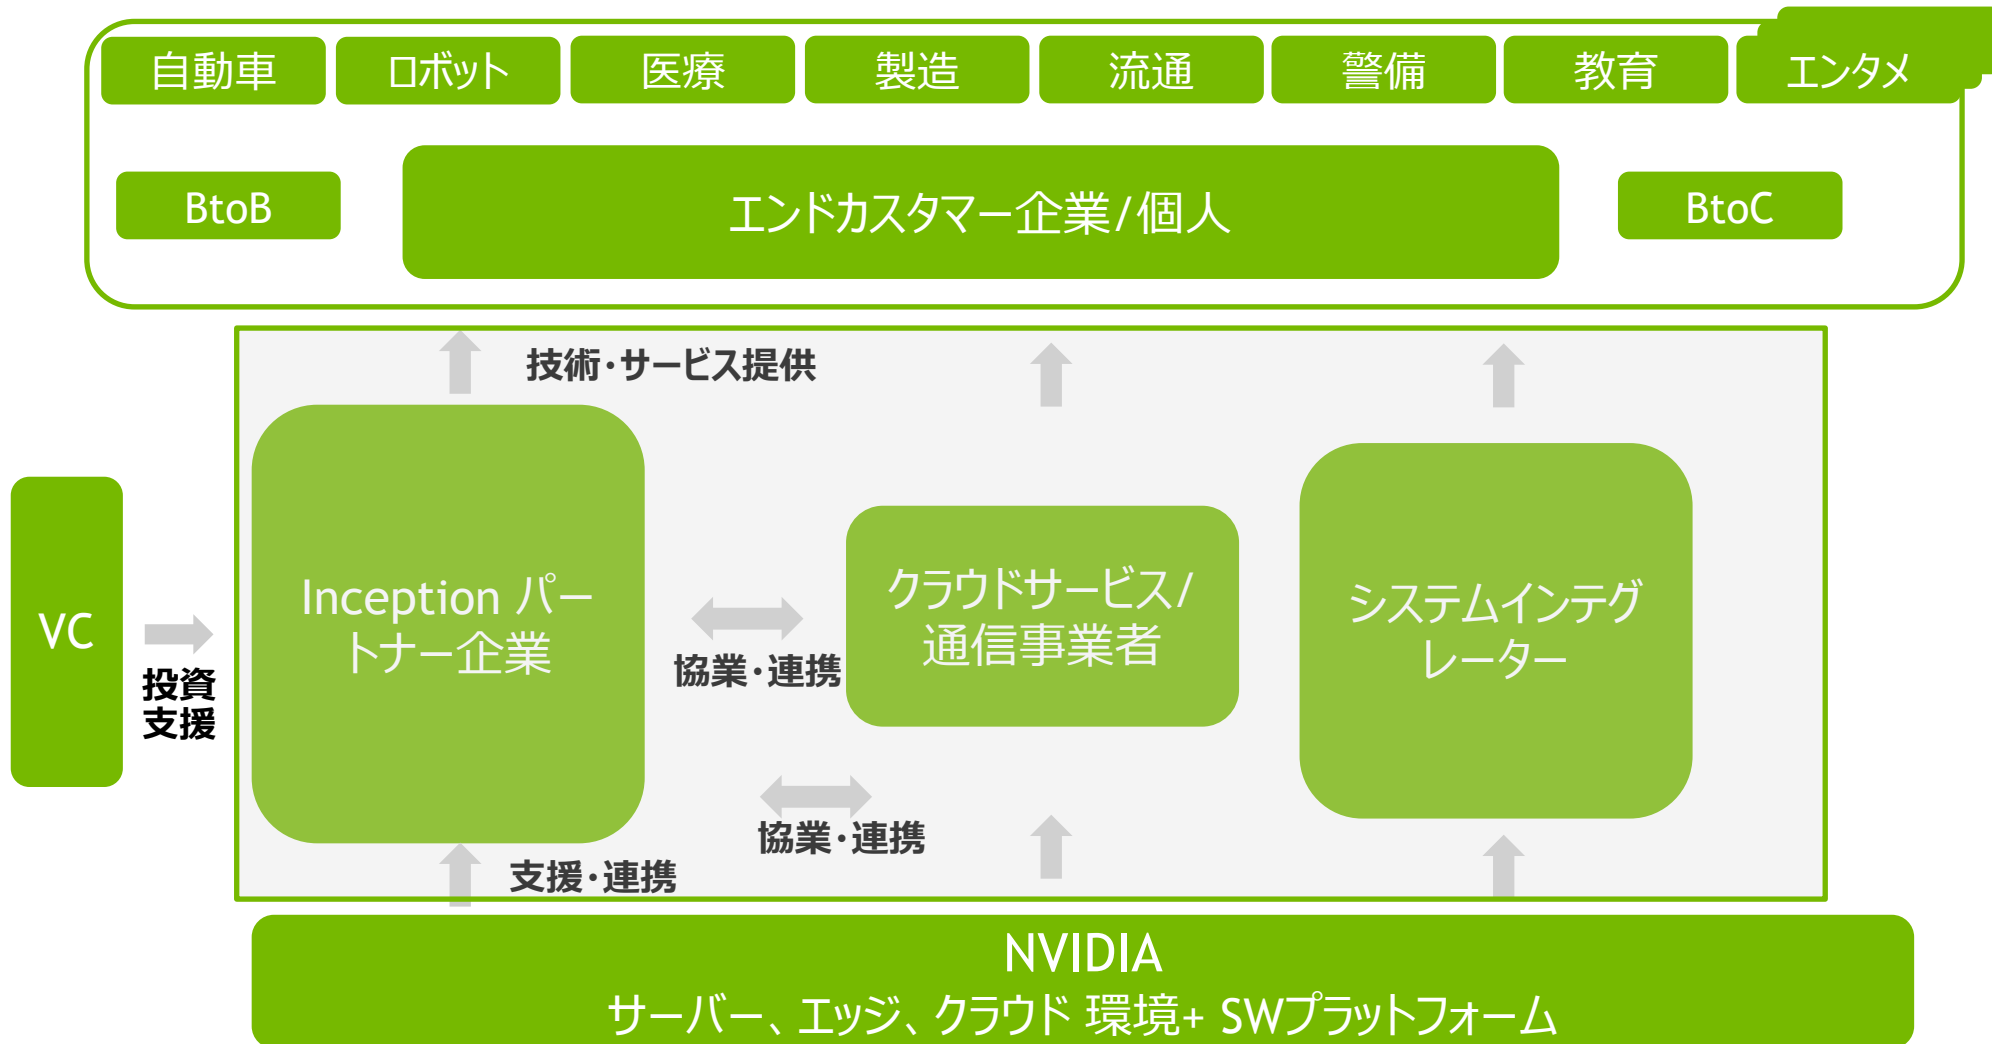 自動車
ロボット
医療
製造
流通
警備
教育
エンタメ
BtoB
エンドカスタマー企業/個人
BtoC
技術・サービス提供
VC
投資
支援
Inception パー
トナー企業
協業・連携
クラウドサービス/
通信事業者
システムインテグ
レーター
協業・連携
支援・連携
NVIDIA
サーバー、エッジ、クラウド 環境+ SWプラットフォーム